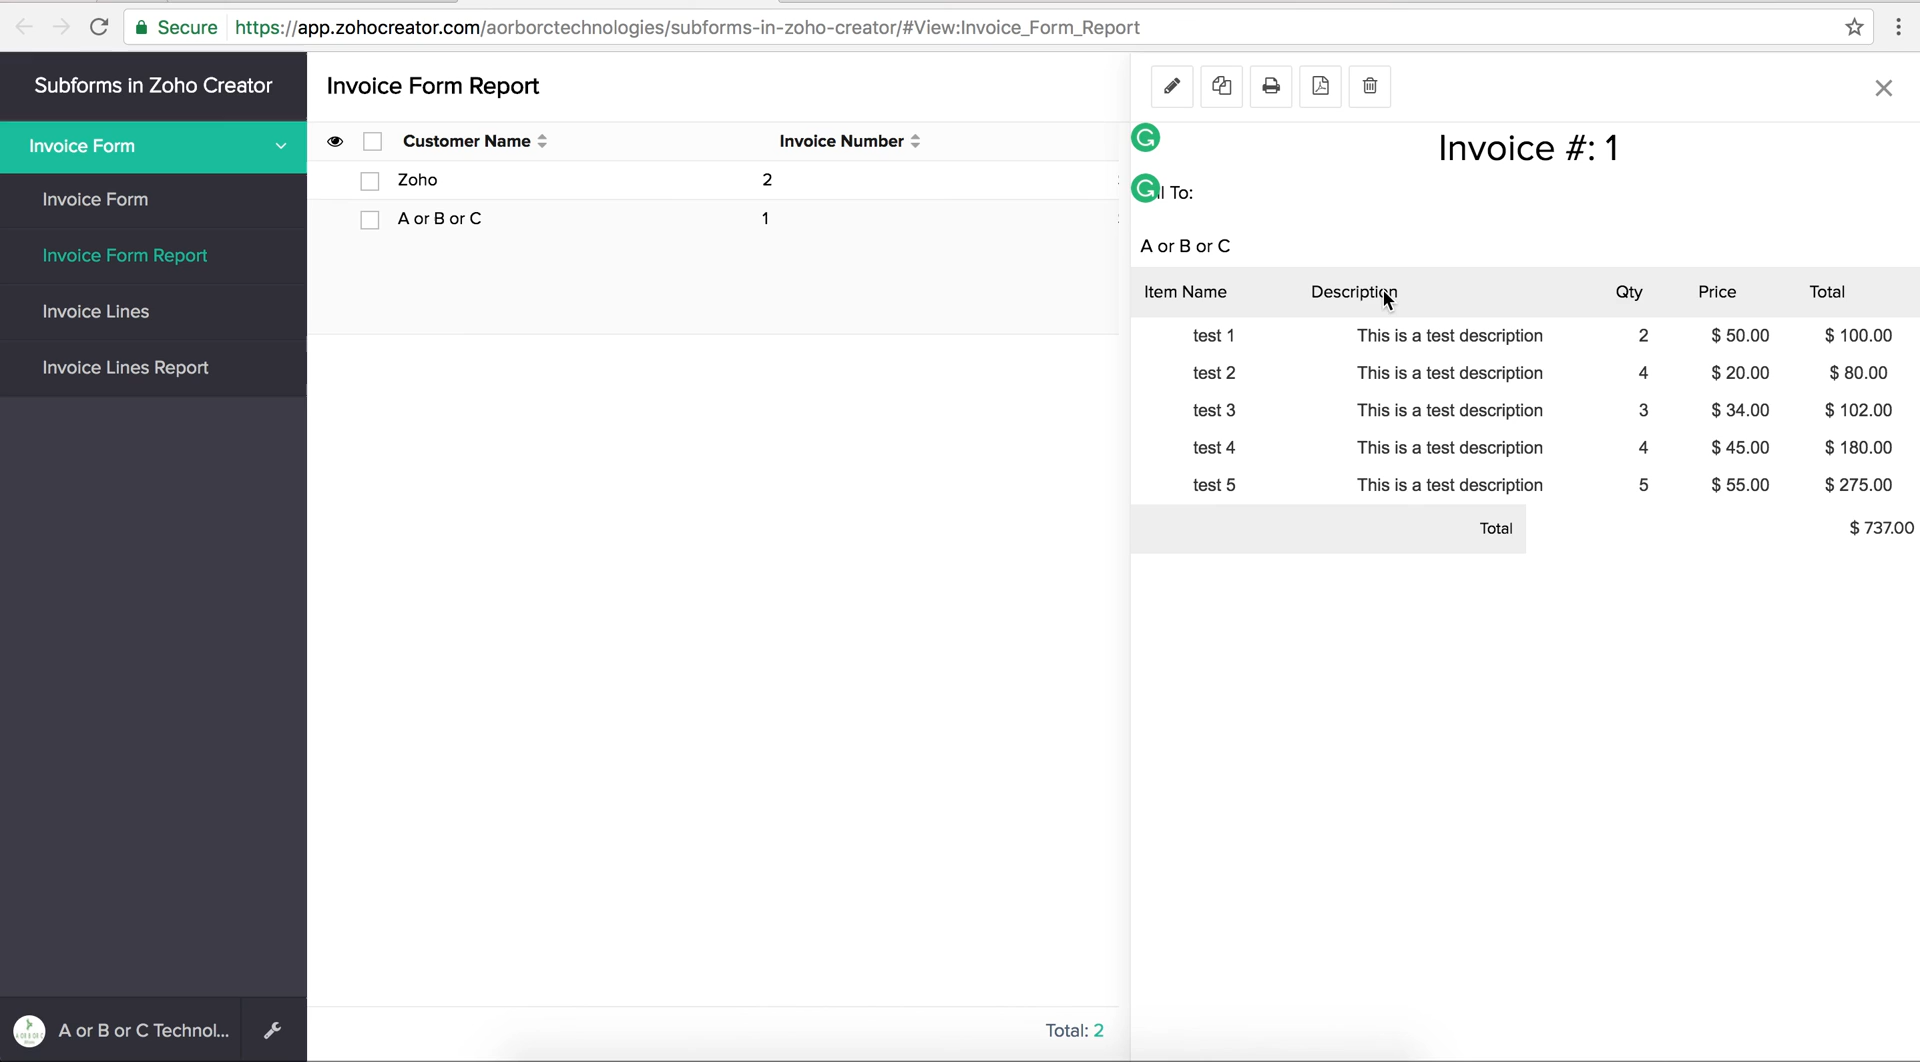 Secure https://app.zohocreator.com/aorborctechnologies/subforms-in-zoho-creator/#View:Invoice_Form_Report
Subforms in Zoho Creator
Invoice Form
Invoice Form
Invoice Form Report
Invoice Lines
Invoice Lines Report
A or B or C Technol...
Invoice Form Report
Customer Name Invoice Number
Zoho 2
A or B or C 1
Total: 2
Invoice #: 1
To:
A or B or C
Item Name Description Qty Price Total
test 1 This is a test description 2 $ 50.00 $ 100.00
test 2 This is a test description 4 $ 20.00 $ 80.00
test 3 This is a test description 3 $ 34.00 $ 102.00
test 4 This is a test description 4 $ 45.00 $ 180.00
test 5 This is a test description 5 $ 55.00 $ 275.00
Total $ 737.00